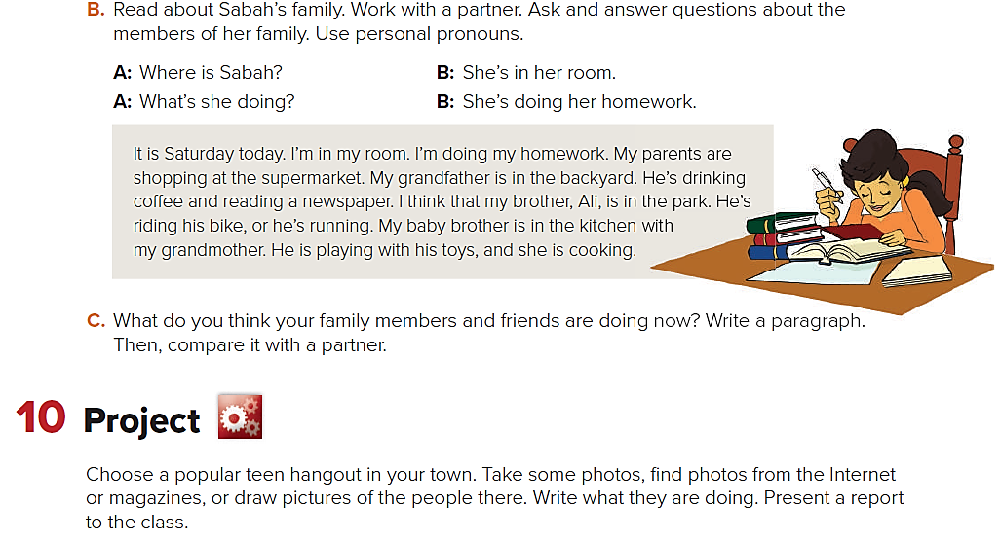 B. Read about Sabah's family. Work with a partner. Ask and answer questions about the
members of her family. Use personal pronouns.
A: Where is Sabah? B: She's in her room.
A: What's she doing? B: She's doing her homework.
It is Saturday today. I'm in my room. I'm doing my homework. My parents are
shopping at the supermarket. My grandfather is in the backyard. He's drinking
coffee and reading a newspaper. I think that my brother, Ali, is in the park. He's
riding his bike, or he's running. My baby brother is in the kitchen with
my grandmother. He is playing with his toys, and she is cooking.
C. What do you think your family members and friends are doing now? Write a paragraph.
Then, compare it with a partner.
10 Project
Choose a popular teen hangout in your town. Take some photos, find photos from the Internet
or magazines, or draw pictures of the people there. Write what they are doing. Present a report
to the class.